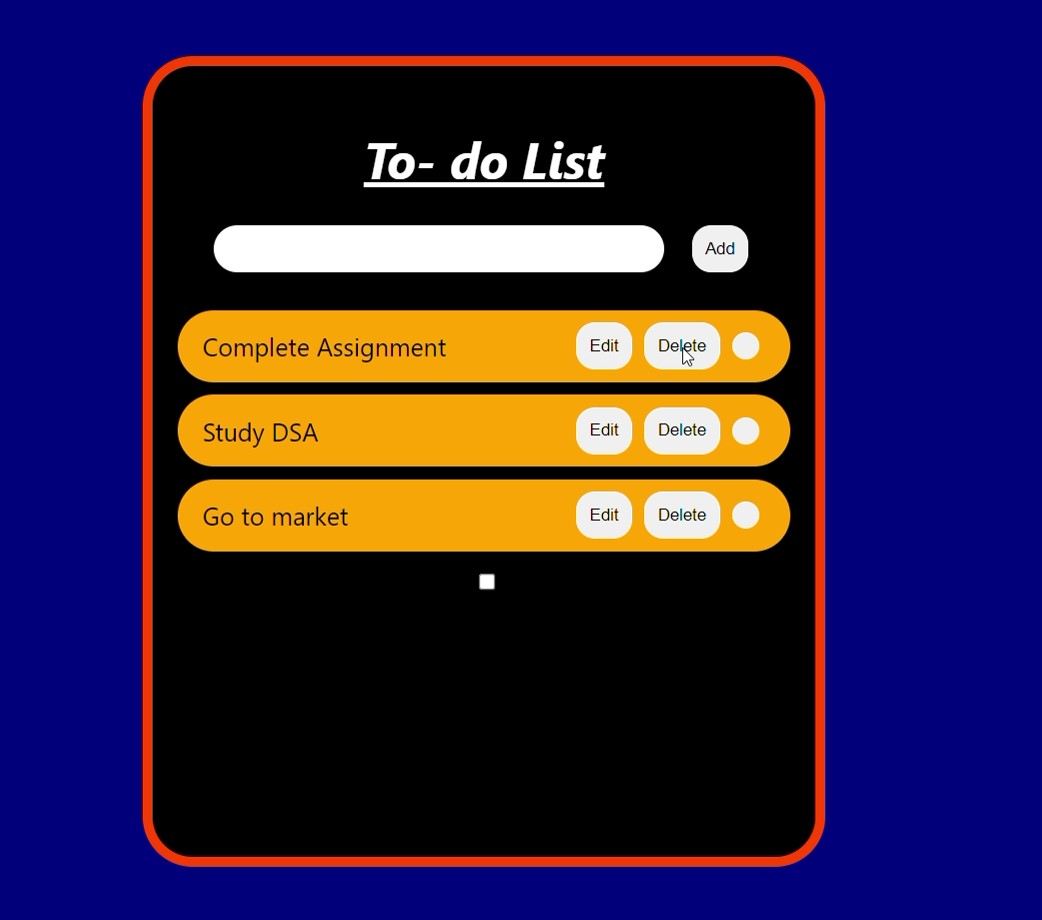 To- do List
Add
Complete Assignment Edit Delete
Study DSA Edit Delete
Go to market Edit Delete